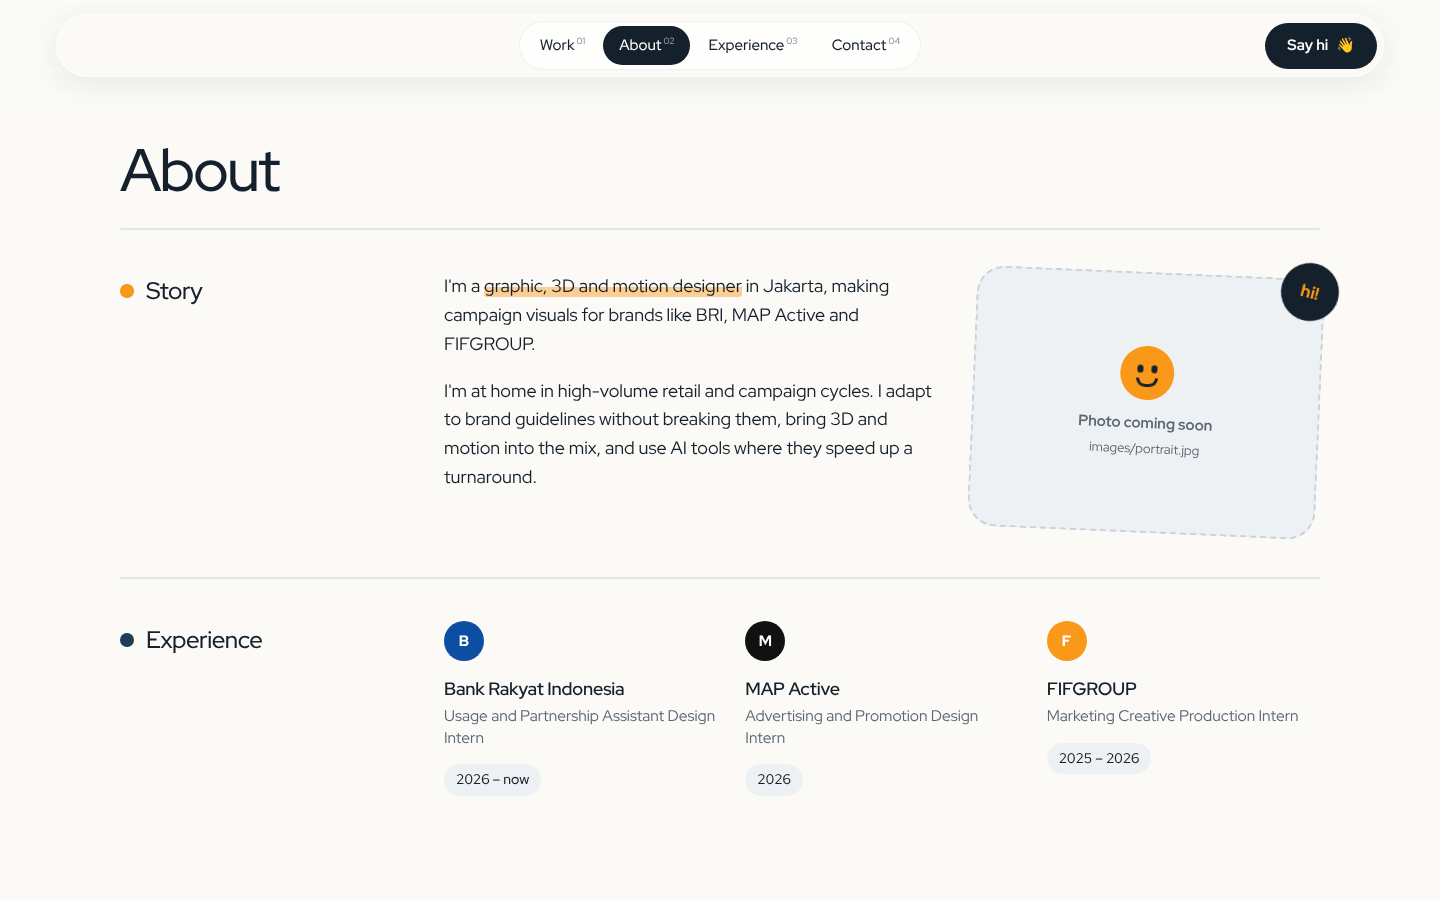 Work 01
About 02
Experience 03
Contact 04
Say hi 👋
About
Story
I'm a graphic, 3D and motion designer in Jakarta, making
campaign visuals for brands like BRI, MAP Active and
FIFGROUP.
I'm at home in high-volume retail and campaign cycles. I adapt
to brand guidelines without breaking them, bring 3D and
motion into the mix, and use AI tools where they speed up a
turnaround.
hi!
Photo coming soon
images/portrait.jpg
Experience
B
Bank Rakyat Indonesia
Usage and Partnership Assistant Design
Intern
2026 – now
M
MAP Active
Advertising and Promotion Design
Intern
2026
F
FIFGROUP
Marketing Creative Production Intern
2025 – 2026